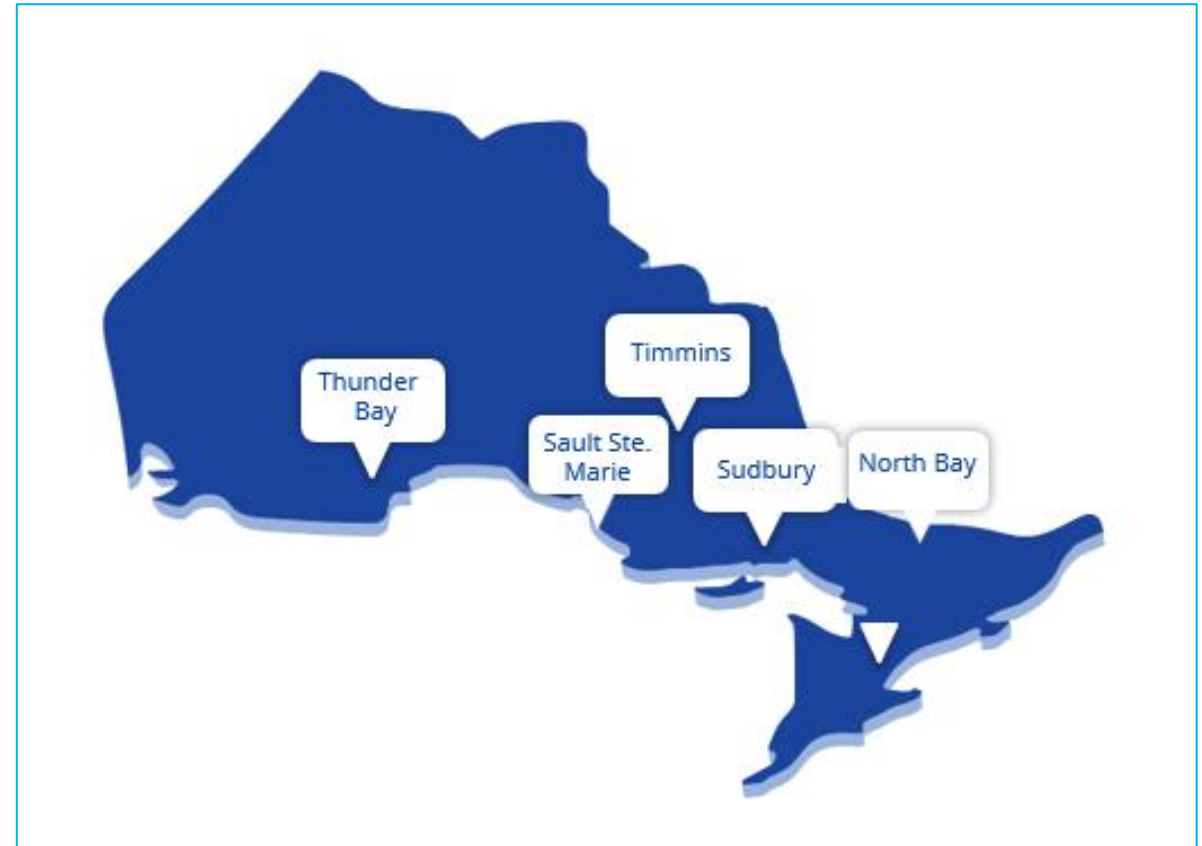 Timmins
Thunder
Bay
Sault Ste.
Marie
Sudbury
North Bay